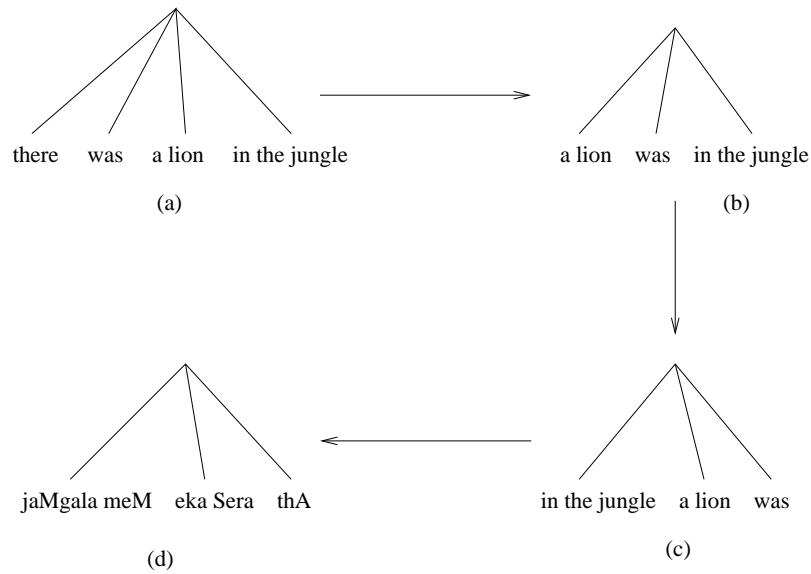 there was a lion in the jungle
a lion was in the jungle
(a)
(b)
jaMgala meM eka Sera thA
in the jungle a lion was
(d)
(c)